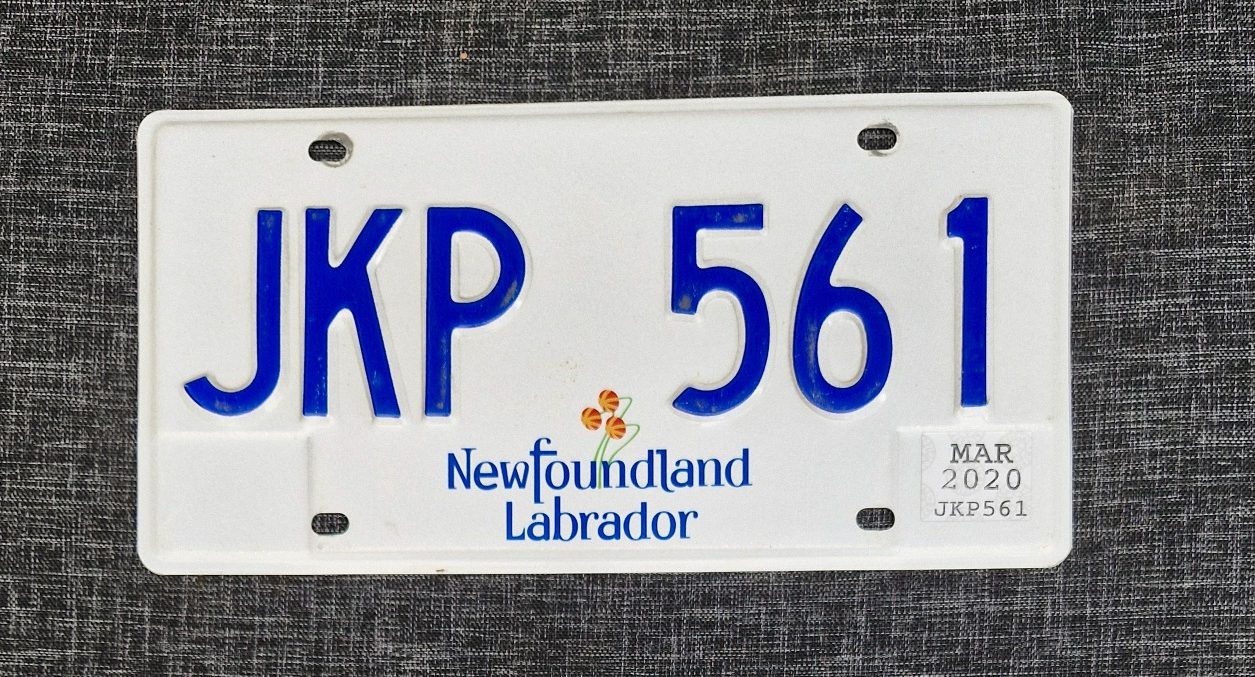 JKP 561
Newfoundland
Labrador
MAR
2020
JKP561